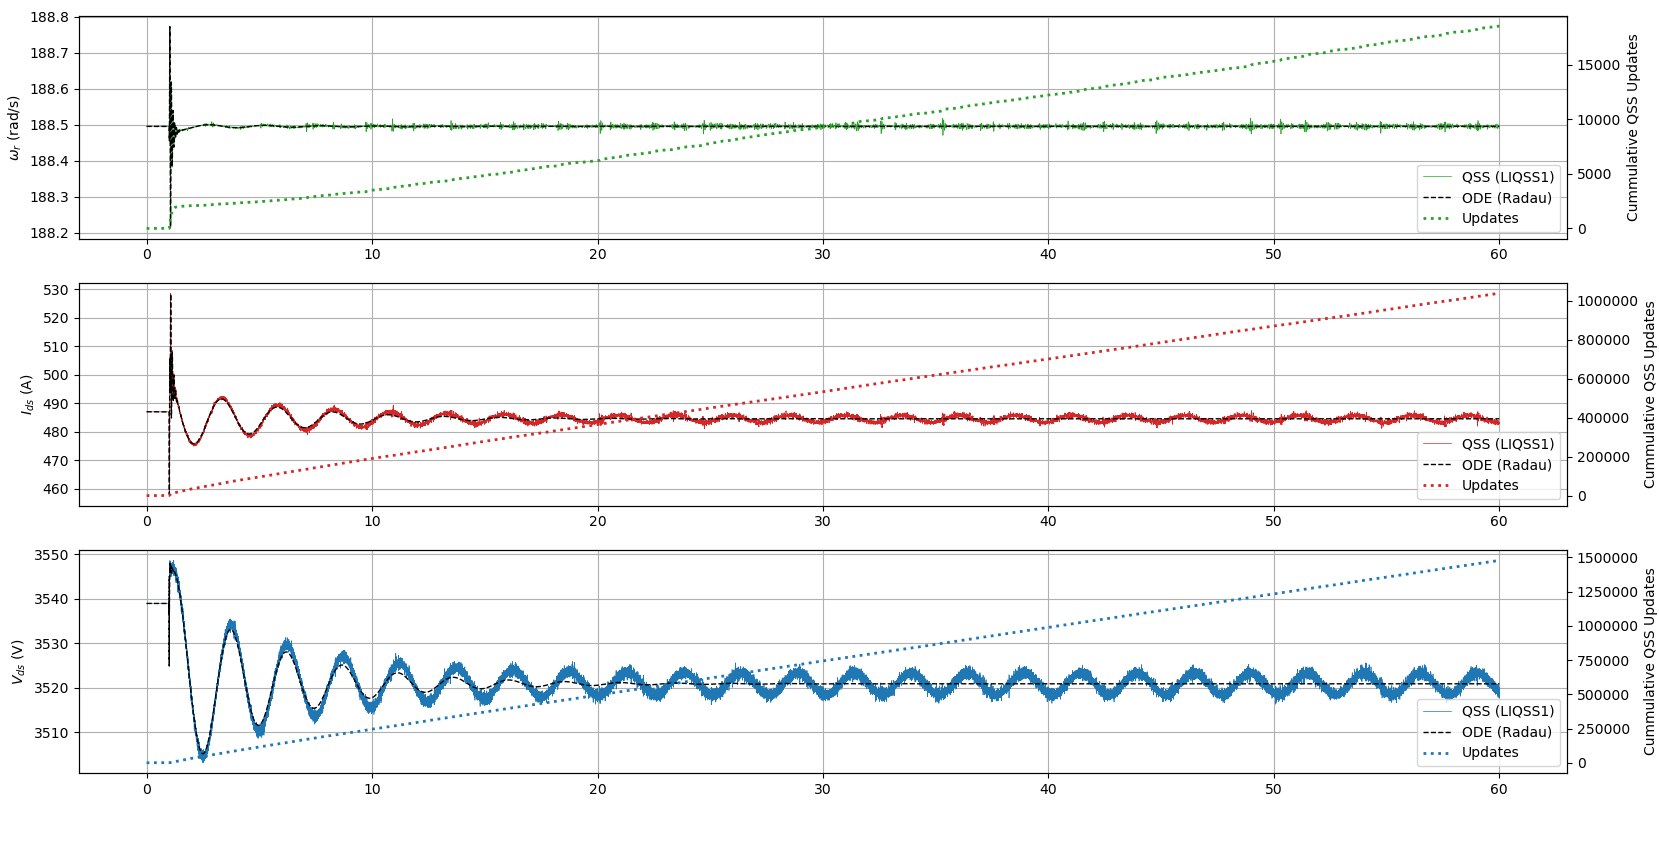 188.8
188.7
188.6
188.5
188.4
188.3
188.2
ωr (rad/s)
15000
10000
5000
0
Cummulative QSS Updates
QSS (LIQSS1)
ODE (Radau)
Updates
0 10 20 30 40 50 60
530
520
510
500
490
480
470
460
Ids (A)
1000000
800000
600000
400000
200000
0
Cummulative QSS Updates
QSS (LIQSS1)
ODE (Radau)
Updates
0 10 20 30 40 50 60
3550
3540
3530
3520
3510
Vds (V)
1500000
1250000
1000000
750000
500000
250000
0
Cummulative QSS Updates
QSS (LIQSS1)
ODE (Radau)
Updates
0 10 20 30 40 50 60